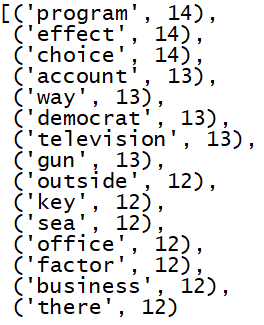 [('program', 14),
('effect', 14),
('choice', 14),
('account', 13),
('way', 13),
('democrat', 13),
('television', 13),
('gun', 13),
('outside', 12),
('key', 12),
('sea', 12),
('office', 12),
('factor', 12),
('business', 12),
('there', 12)